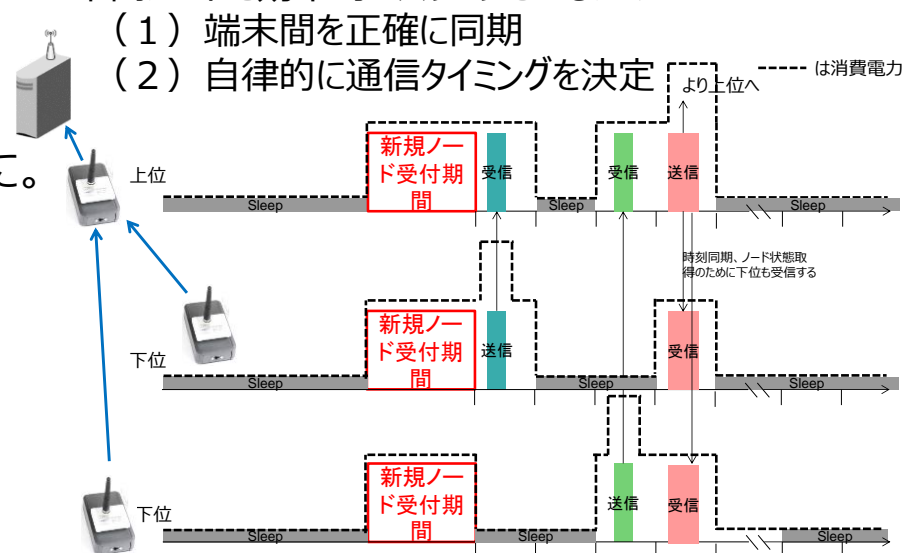 （1）端末間を正確に同期
（2）自律的に通信タイミングを決定
は消費電力
より上位へ
た。
上位
Sleep
新規ノー
ド受付期
間
受信
Sleep
受信
送信
Sleep
時刻同期、ノード状態取
得のために下位も受信する
下位
Sleep
新規ノー
ド受付期
間
送信
Sleep
受信
Sleep
下位
Sleep
新規ノー
ド受付期
間
Sleep
送信
受信
Sleep